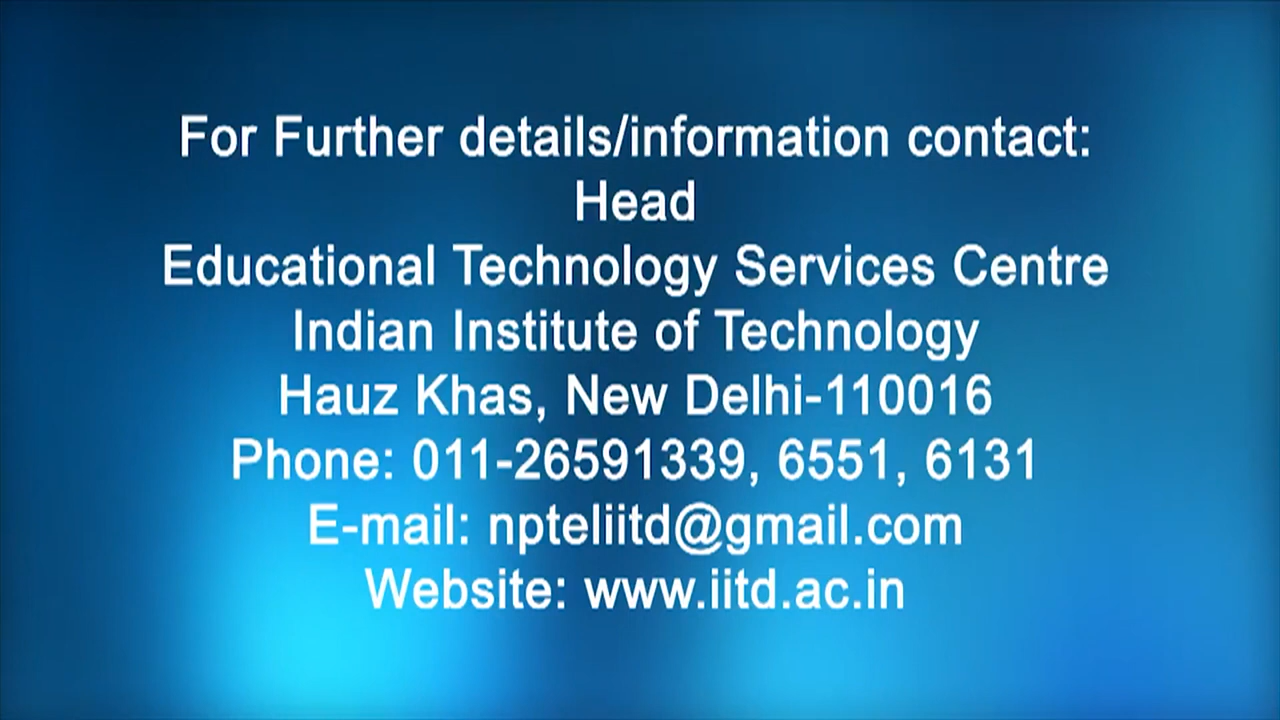 For Further details/information contact:
Head
Educational Technology Services Centre
Indian Institute of Technology
Hauz Khas, New Delhi-110016
Phone: 011-26591339, 6551, 6131
E-mail: npteliitd@gmail.com
Website: www.iitd.ac.in